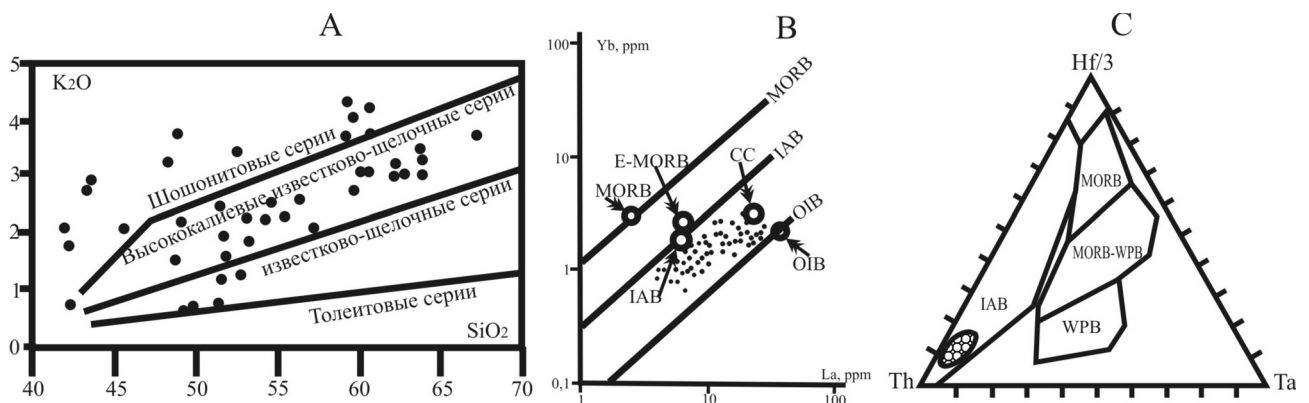 A
K2O
5
4
3
2
1
0
Шошонитовые серии
Высококалиевые известково-щелочные серии
известково-щелочные серии
Толеитовые серии
SiO2
40 45 50 55 60 65 70
B
Yb, ppm
100
10
1
0,1
MORB
IAB
OIB
E-MORB
MORB
CC
IAB
OIB
La, ppm
1 10 100
C
Hf/3
MORB
MORB-WPB
IAB
WPB
Th
Ta